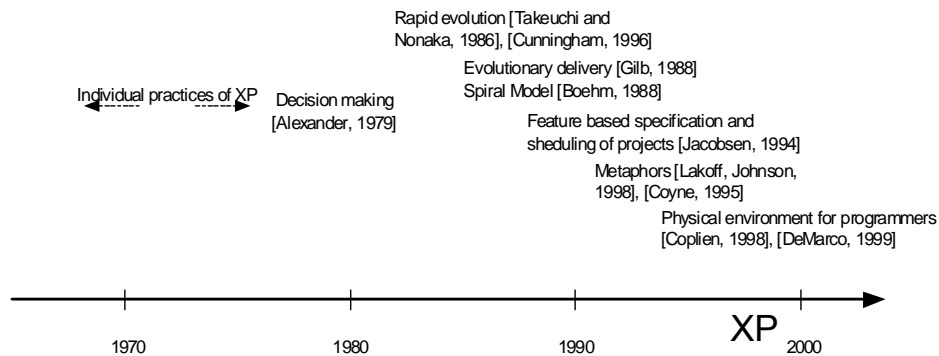 Rapid evolution [Takeuchi and
Nonaka, 1986], [Cunningham, 1996]
Evolutionary delivery [Gilb, 1988]
Spiral Model [Boehm, 1988]
Individual practices of XP
Decision making
[Alexander, 1979]
Feature based specification and
sheduling of projects [Jacobsen, 1994]
Metaphors [Lakoff, Johnson,
1998], [Coyne, 1995]
Physical environment for programmers
[Coplien, 1998], [DeMarco, 1999]
XP
1970 1980 1990 2000